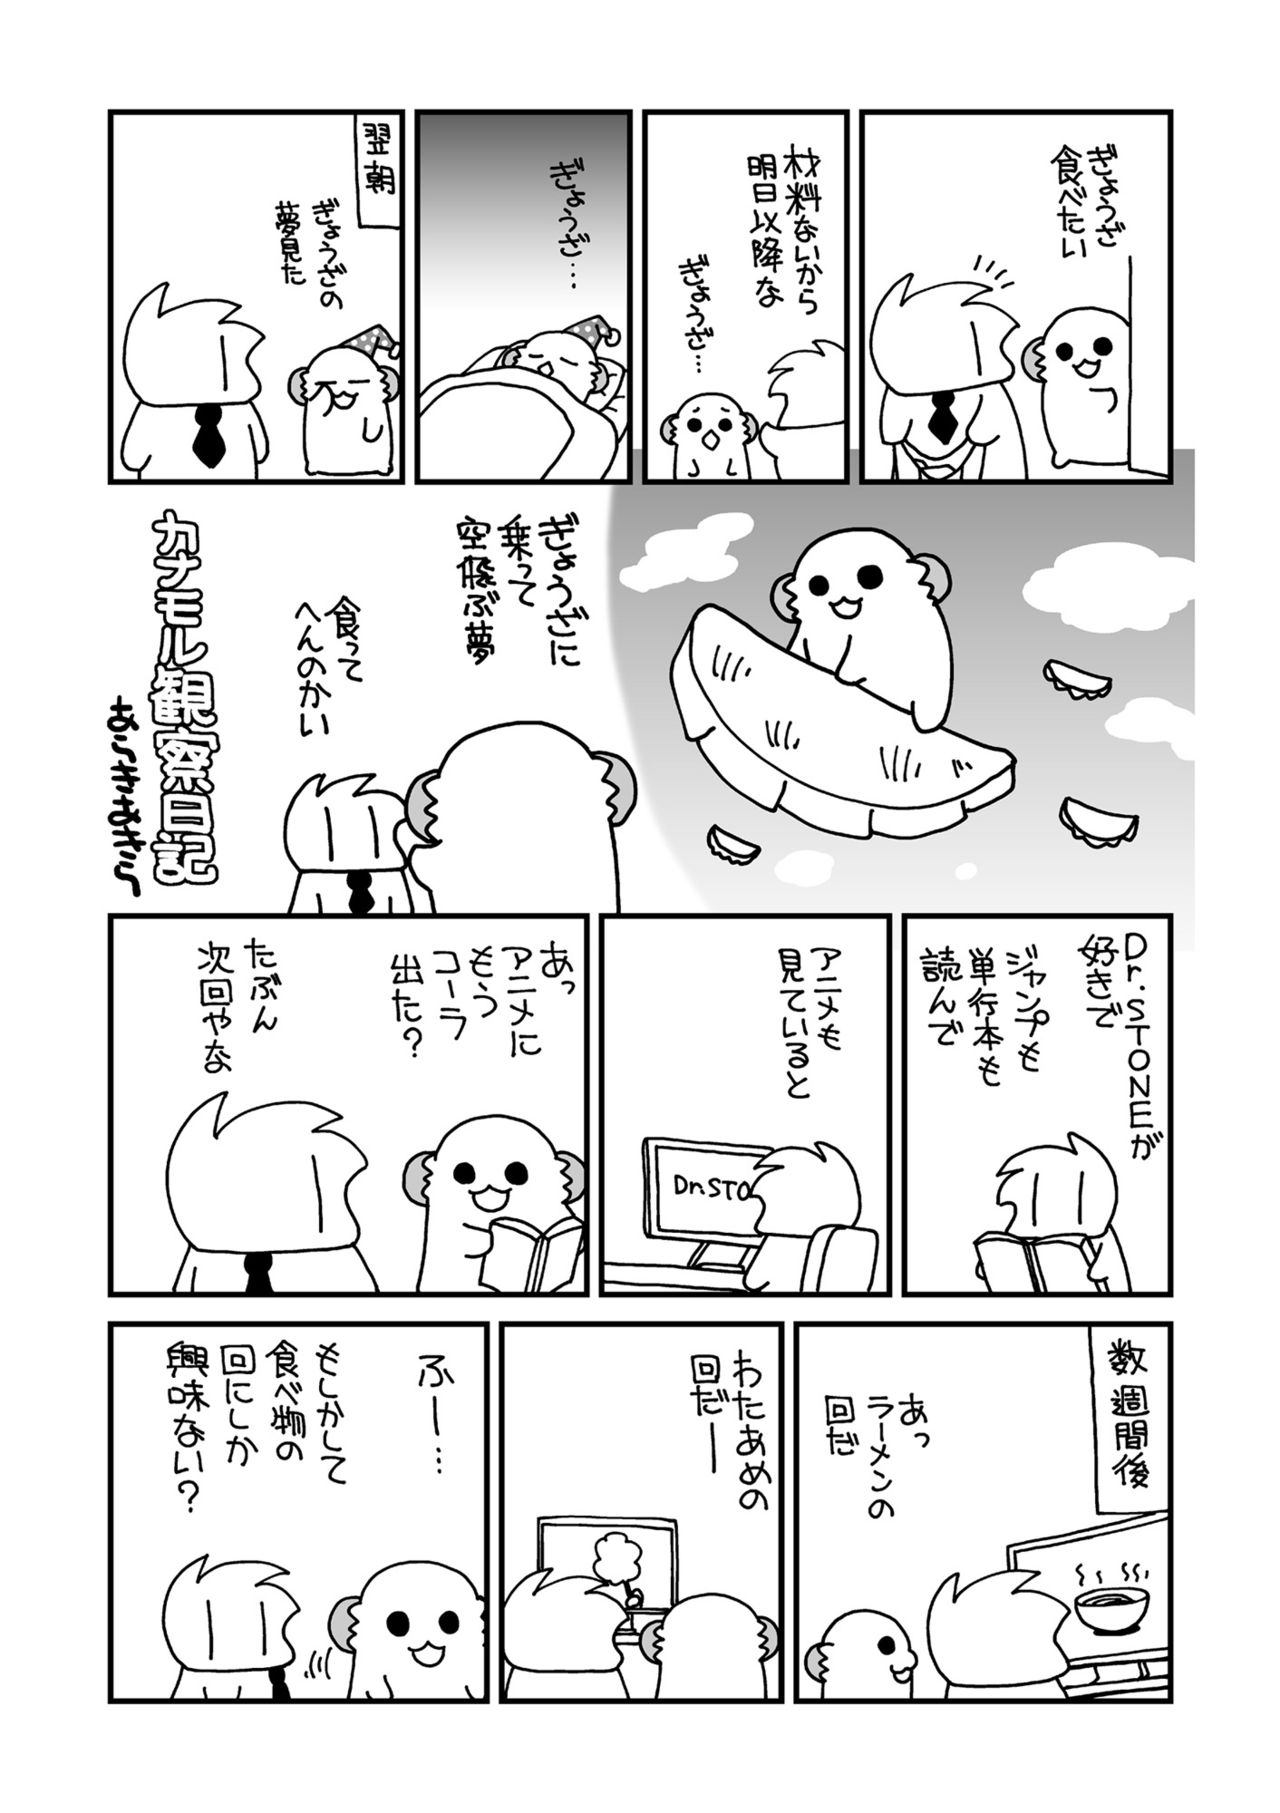 ぎょうざ
食べたい
材料ないから
明日以降な
ぎょうざ…
ぎょうざ…
翌朝
ぎょうざの
夢見た
ぎょうざに
乗って
空飛ぶ夢
食って
へんのかい
カナモル観察日記
あらきあきら
Dr.STONEが
好きで
ジャンプも
単行本も
読んで
アニメも
見ていると
Dr.STO
あっ
アニメに
もう
コーラ
出た?
たぶん
次回やな
数週間後
あっ
ラーメンの
回だ
わたあめの
回だー
ふー…
もしかして
食べ物の
回にしか
興味ない?